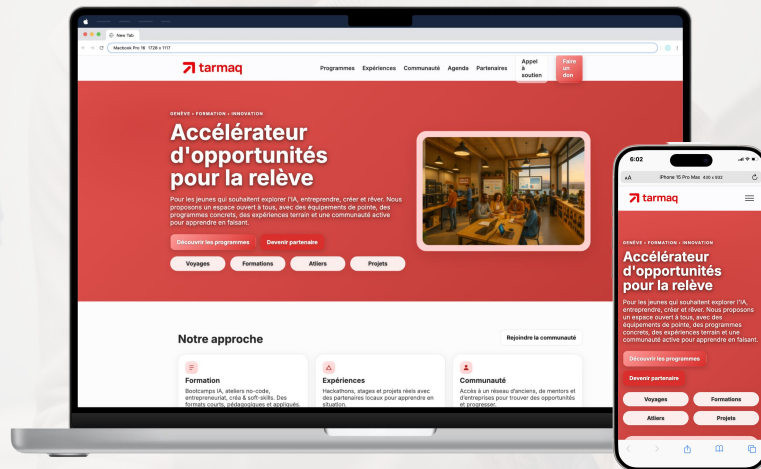 New Tab
Macbook Pro 16 1728 x 1117
tarmaq
Programmes Expériences Communauté Agenda Partenaires
Appel
à
soutien
Faire
un
don
GENÈVE • FORMATION • INNOVATION
Accélérateur
d'opportunités
pour la relève
Pour les jeunes qui souhaitent explorer l'IA, entreprendre, créer et rêver. Nous
proposons un espace ouvert à tous, avec des équipements de pointe, des
programmes concrets, des expériences terrain et une communauté active
pour apprendre en faisant.
Découvrir les programmes Devenir partenaire
Voyages Formations Atliers Projets
Notre approche
Rejoindre la communauté
Formation
Bootcamps IA, ateliers no-code,
entrepreneuriat, créa & soft-skills. Des
formats courts, pédagogiques et appliqués.
Expériences
Hackathons, stages et projets réels avec
des partenaires locaux pour apprendre en
situation.
Communauté
Accès à un réseau d'anciens, de mentors et
d'entreprises pour trouver des opportunités
et progresser.
6:02
AA iPhone 15 Pro Max 430 x 932
tarmaq
GENÈVE • FORMATION • INNOVATION
Accélérateur
d'opportunités
pour la relève
Pour les jeunes qui souhaitent explorer l'IA,
entreprendre, créer et rêver. Nous proposons
un espace ouvert à tous, avec des
équipements de pointe, des programmes
concrets, des expériences terrain et une
communauté active pour apprendre en faisant.
Découvrir les programmes
Devenir partenaire
Voyages Formations
Atliers Projets